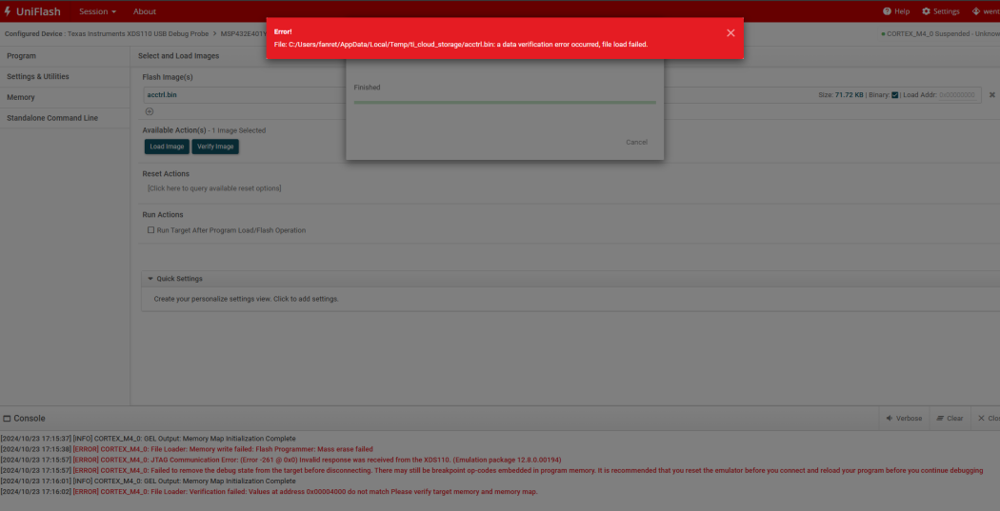 UniFlash Session About Help Settings went
Configured Device : Texas Instruments XDS110 USB Debug Probe > MSP432E401Y CORTEX_M4_0 Suspended - Unknow
Error!
File: C:/Users/fanret/AppData/Local/Temp/ti_cloud_storage/acctrl.bin: a data verification error occurred, file load failed.
Program
Settings & Utilities
Memory
Standalone Command Line
Select and Load Images
Flash Image(s)
acctrl.bin Size: 71.72 KB | Binary: | Load Addr: 0x00000000
Finished
Cancel
Available Action(s) - 1 Image Selected
Load Image Verify Image
Reset Actions
[Click here to query available reset options]
Run Actions
Run Target After Program Load/Flash Operation
Quick Settings
Create your personalize settings view. Click to add settings.
Console Verbose Clear Clos
[2024/10/23 17:15:37] [INFO] CORTEX_M4_0: GEL Output: Memory Map Initialization Complete
[2024/10/23 17:15:38] [ERROR] CORTEX_M4_0: File Loader: Memory write failed: Flash Programmer: Mass erase failed
[2024/10/23 17:15:57] [ERROR] CORTEX_M4_0: JTAG Communication Error: (Error -261 @ 0x0) Invalid response was received from the XDS110. (Emulation package 12.8.0.00194)
[2024/10/23 17:15:57] [ERROR] CORTEX_M4_0: Failed to remove the debug state from the target before disconnecting. There may still be breakpoint op-codes embedded in program memory. It is recommended that you reset the emulator before you connect and reload your program before you continue debugging
[2024/10/23 17:16:01] [INFO] CORTEX_M4_0: GEL Output: Memory Map Initialization Complete
[2024/10/23 17:16:02] [ERROR] CORTEX_M4_0: File Loader: Verification failed: Values at address 0x00004000 do not match Please verify target memory and memory map.